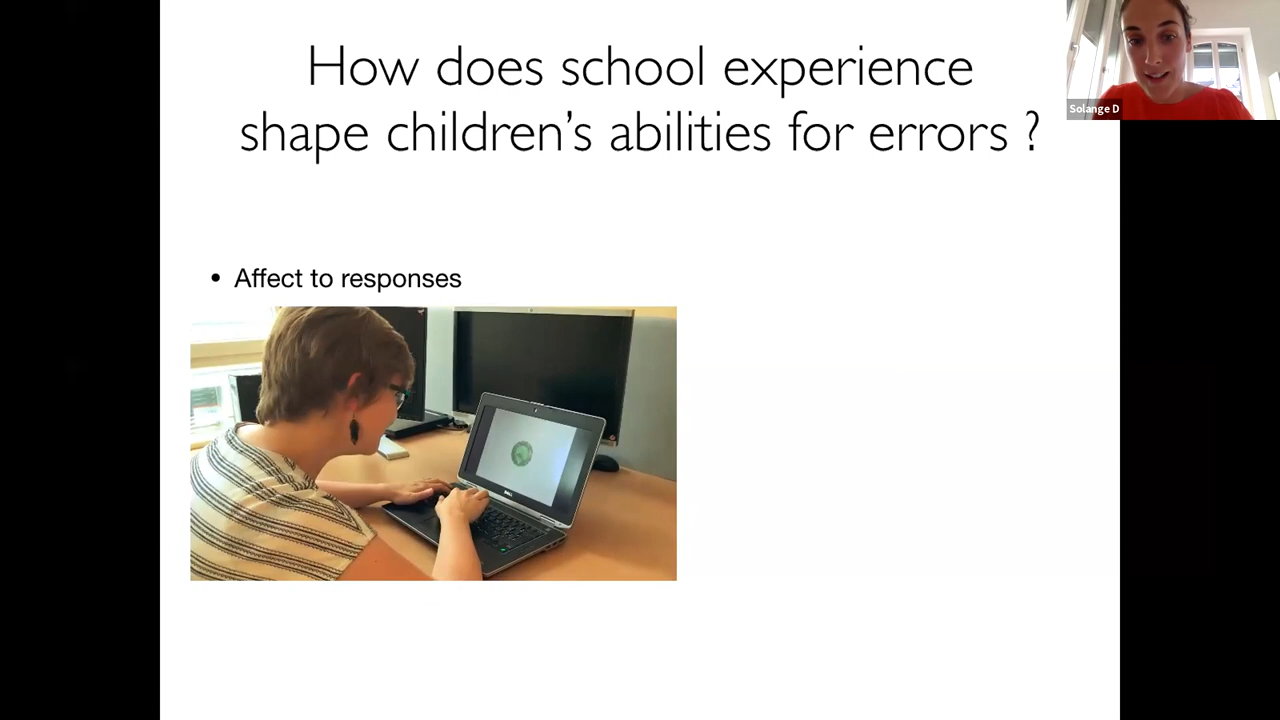 How does school experience
shape children's abilities for errors ?
Solange D
• Affect to responses
DELL